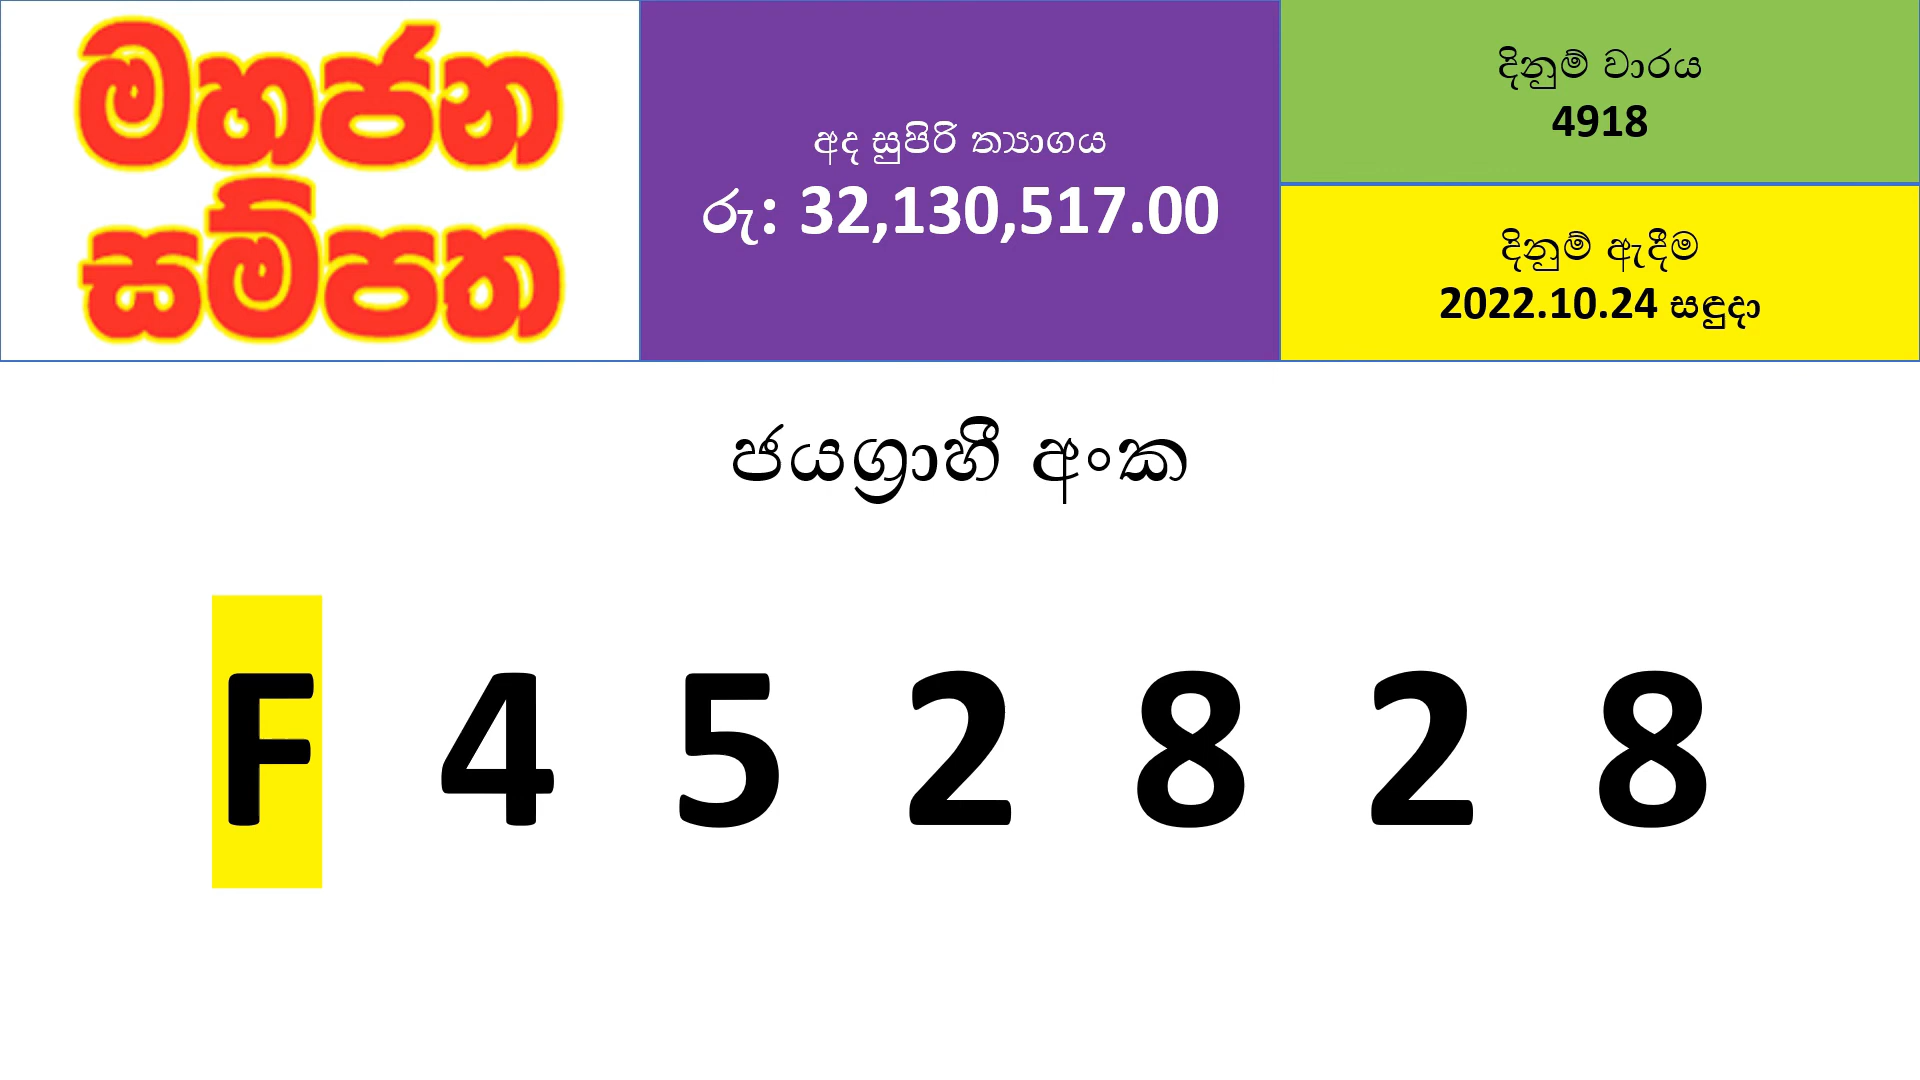 මහජන
සම්පත
අද සුපිරි ත්‍යාගය
රු: 32,130,517.00
දිනුම් වාරය
4918
දිනුම් ඇදීම
2022.10.24 සඳුදා
ජයග්‍රාහී අංක
F 4 5 2 8 2 8